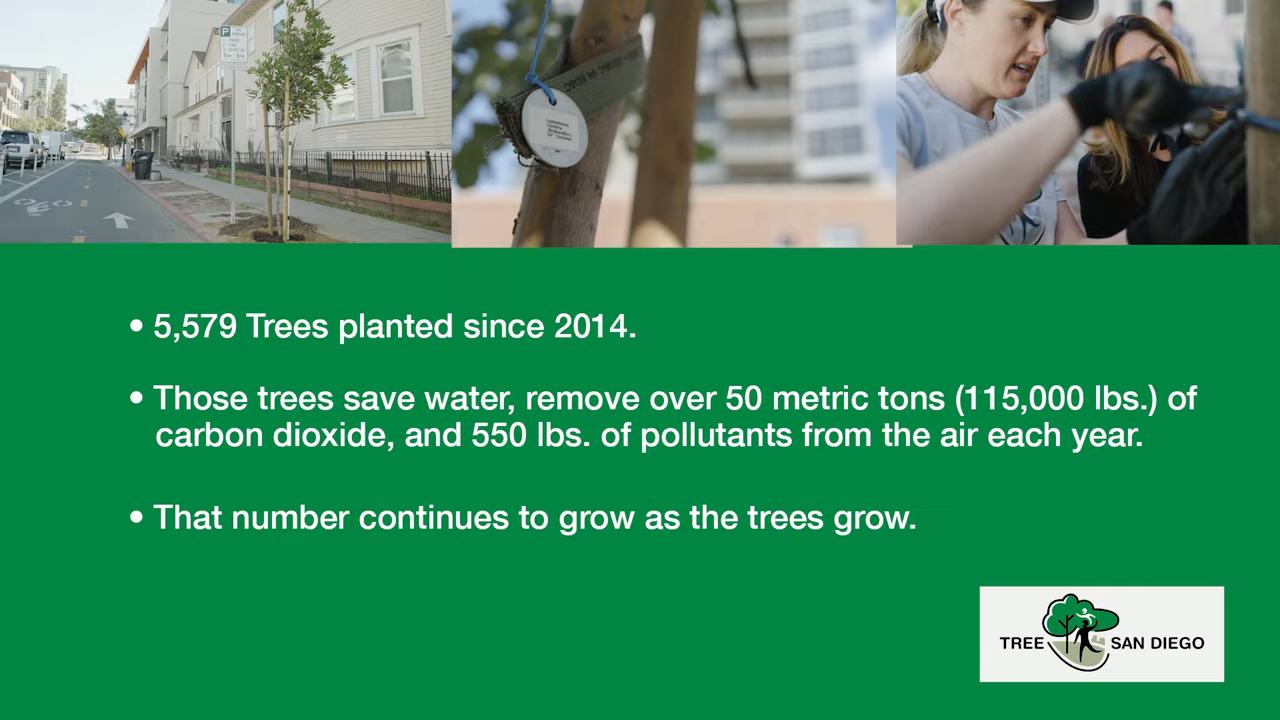 • 5,579 Trees planted since 2014.
• Those trees save water, remove over 50 metric tons (115,000 lbs.) of
carbon dioxide, and 550 lbs. of pollutants from the air each year.
• That number continues to grow as the trees grow.
TREE SAN DIEGO